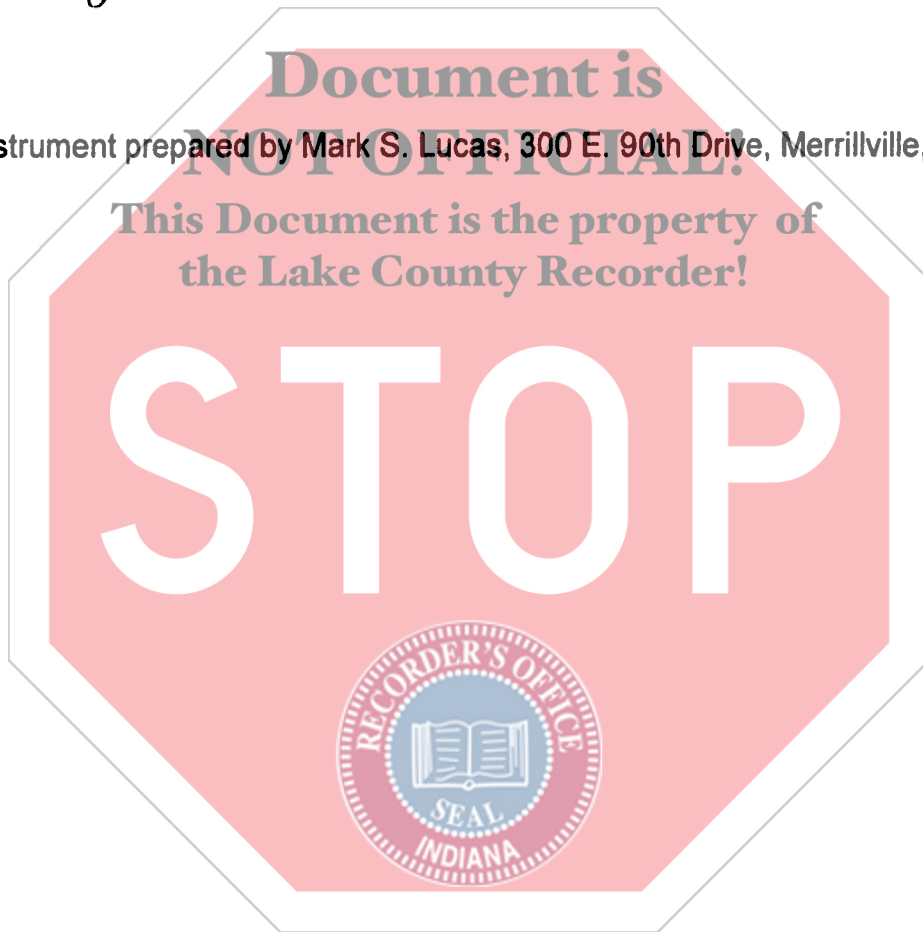 Document is
NOT OFFICIAL!
strument prepared by Mark S. Lucas, 300 E. 90th Drive, Merrillville,
This Document is the property of
the Lake County Recorder!
STOP
RECORDER'S OFFICE
SEAL
INDIANA